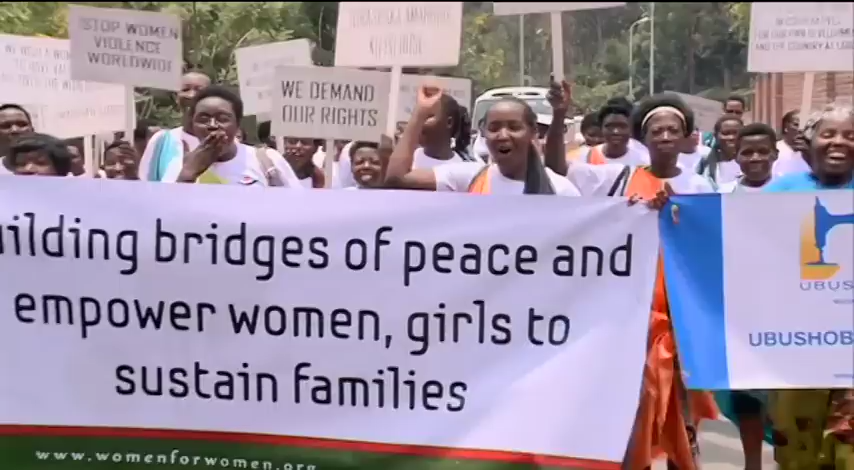 STOP WOMEN
VIOLENCE
WORLDWIDE
WE DEMAND
OUR RIGHTS
ilding bridges of peace and
empower women, girls to
sustain families
www.womenforwomen.org
UBUS
UBUSHOB